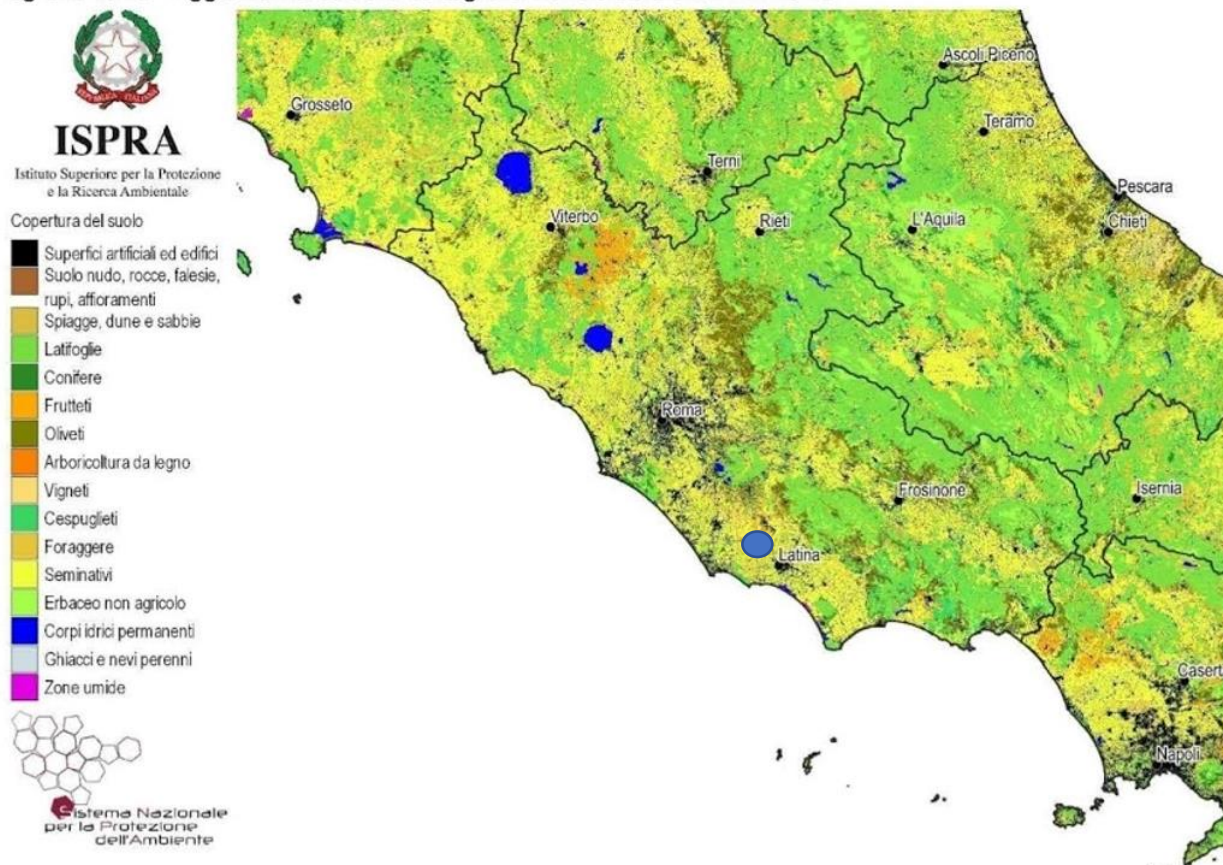 ISPRA
Istituto Superiore per la Protezione
e la Ricerca Ambientale
Copertura del suolo
Superfici artificiali ed edifici
Suolo nudo, rocce, falesie,
rupi, affioramenti
Spiagge, dune e sabbie
Latifoglie
Conifere
Frutteti
Oliveti
Arboricoltura da legno
Vigneti
Cespuglieti
Foraggere
Seminativi
Erbaceo non agricolo
Corpi idrici permanenti
Ghiacci e nevi perenni
Zone umide
Sistema Nazionale
per la Protezione
dell'Ambiente
Ascoli Piceno
Grosseto
Teramo
Terni
Pescara
Viterbo
Rieti
L'Aquila
Chieti
Roma
Frosinone
Isernia
Latina
Casert
Napoli